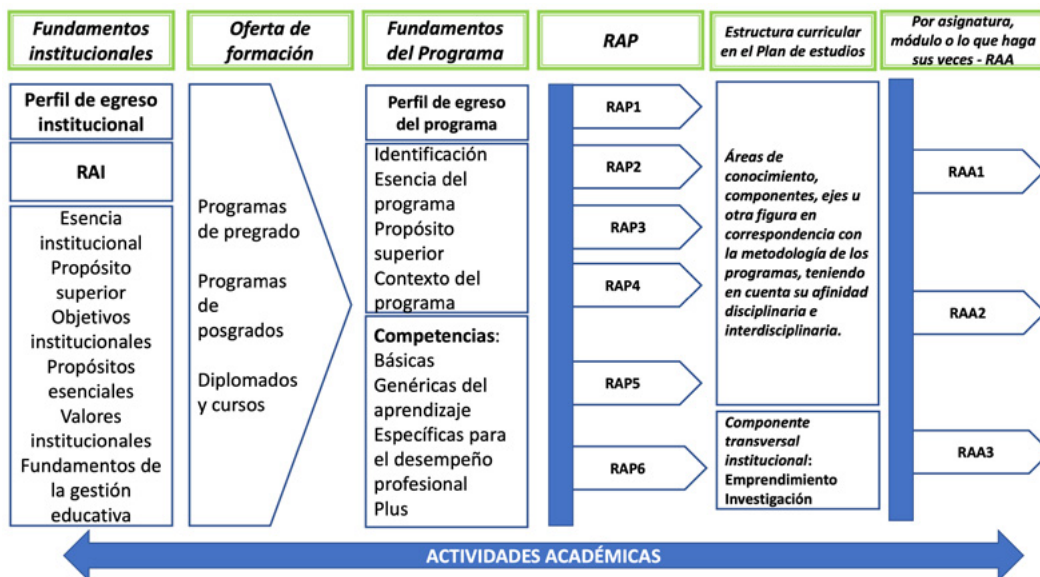 Fundamentos
institucionales
Perfil de egreso
institucional
RAI
Esencia
institucional
Propósito
superior
Objetivos
institucionales
Propósitos
esenciales
Valores
institucionales
Fundamentos de
la gestión
educativa
Oferta de
formación
Programas
de pregrado
Programas
de
posgrados
Diplomados
y cursos
Fundamentos
del Programa
Perfil de egreso
del programa
Identificación
Esencia del
programa
Propósito
superior
Contexto del
programa
Competencias:
Básicas
Genéricas del
aprendizaje
Específicas para
el desempeño
profesional
Plus
RAP
RAP1
RAP2
RAP3
RAP4
RAP5
RAP6
Estructura curricular
en el Plan de estudios
Áreas de
conocimiento,
componentes, ejes u
otra figura en
correspondencia con
la metodología de los
programas, teniendo
en cuenta su afinidad
disciplinaria e
interdisciplinaria.
Componente
transversal
institucional:
Emprendimiento
Investigación
Por asignatura,
módulo o lo que haga
sus veces - RAA
RAA1
RAA2
RAA3
ACTIVIDADES ACADÉMICAS